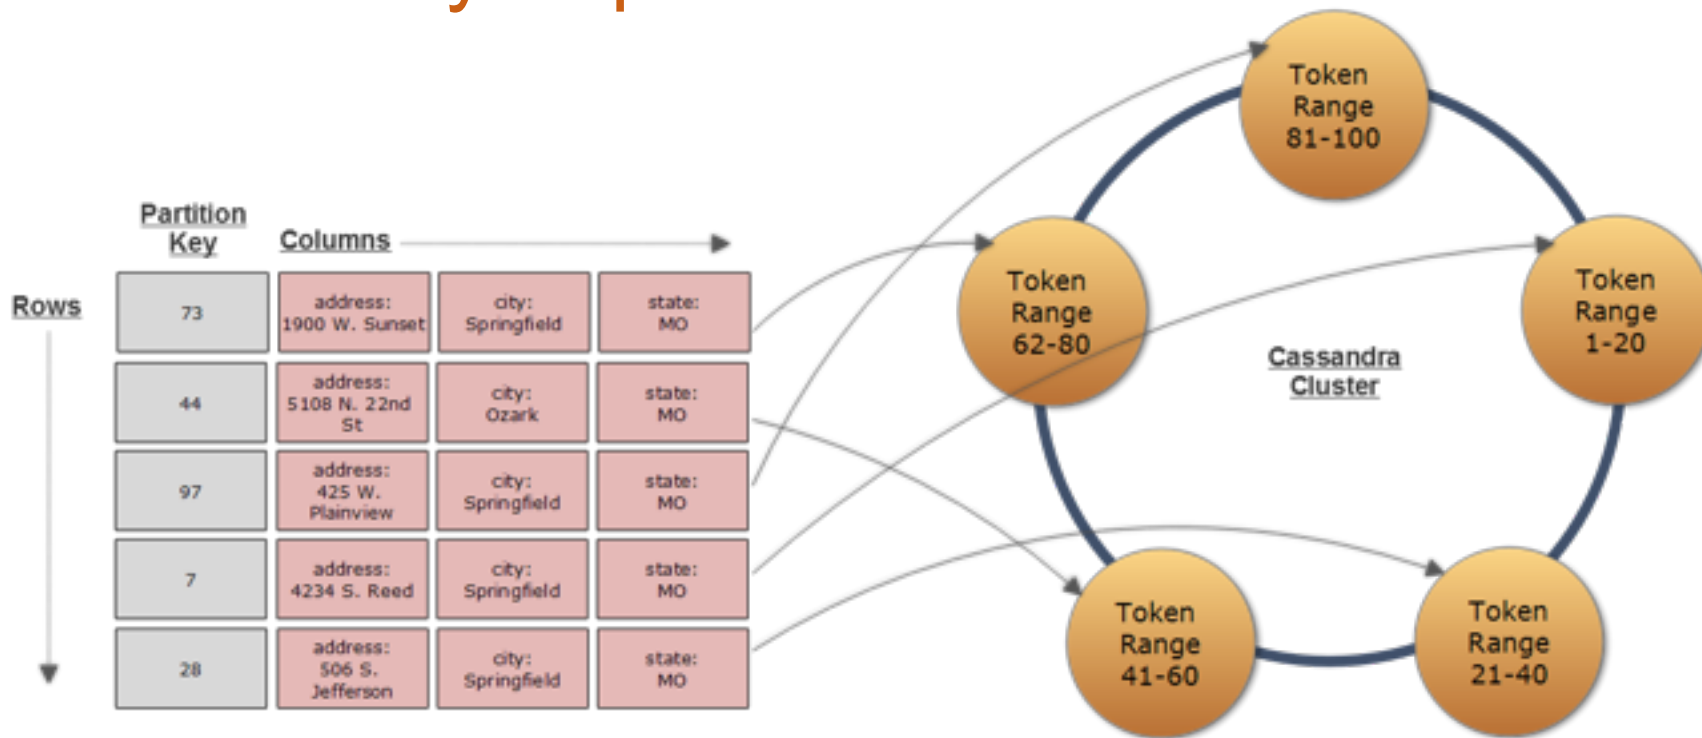 Partition
Key
Columns
Rows
73
address:
1900 W. Sunset
city:
Springfield
state:
MO
44
address:
5108 N. 22nd
St
city:
Ozark
state:
MO
97
address:
425 W.
Plainview
city:
Springfield
state:
MO
7
address:
4234 S. Reed
city:
Springfield
state:
MO
28
address:
506 S.
Jefferson
city:
Springfield
state:
MO
Token
Range
81-100
Token
Range
62-80
Token
Range
1-20
Cassandra
Cluster
Token
Range
41-60
Token
Range
21-40